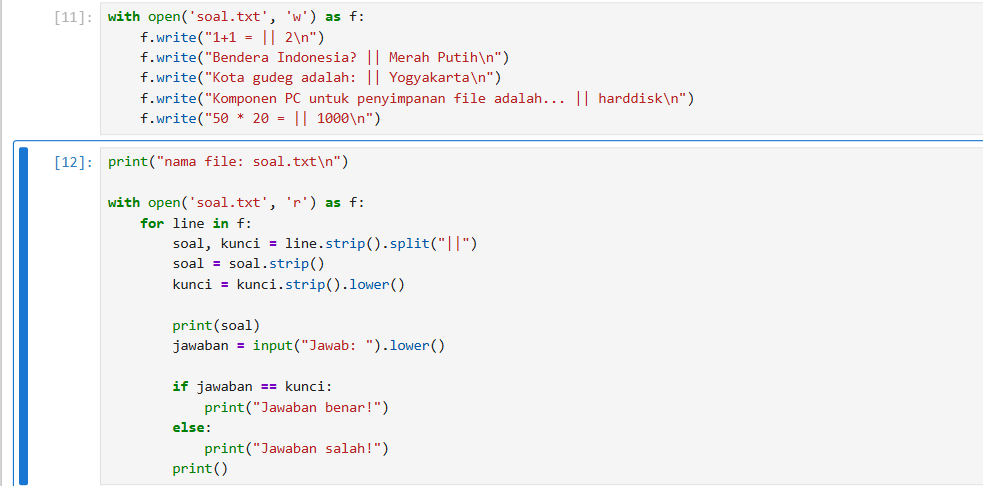 [11]: with open('soal.txt', 'w') as f:
    f.write("1+1 = || 2\n")
    f.write("Bendera Indonesia? || Merah Putih\n")
    f.write("Kota gudeg adalah: || Yogyakarta\n")
    f.write("Komponen PC untuk penyimpanan file adalah... || harddisk\n")
    f.write("50 * 20 = || 1000\n")
[12]: print("nama file: soal.txt\n")
with open('soal.txt', 'r') as f:
    for line in f:
        soal, kunci = line.strip().split("||")
        soal = soal.strip()
        kunci = kunci.strip().lower()
        print(soal)
        jawaban = input("Jawab: ").lower()
        if jawaban == kunci:
            print("Jawaban benar!")
        else:
            print("Jawaban salah!")
        print()